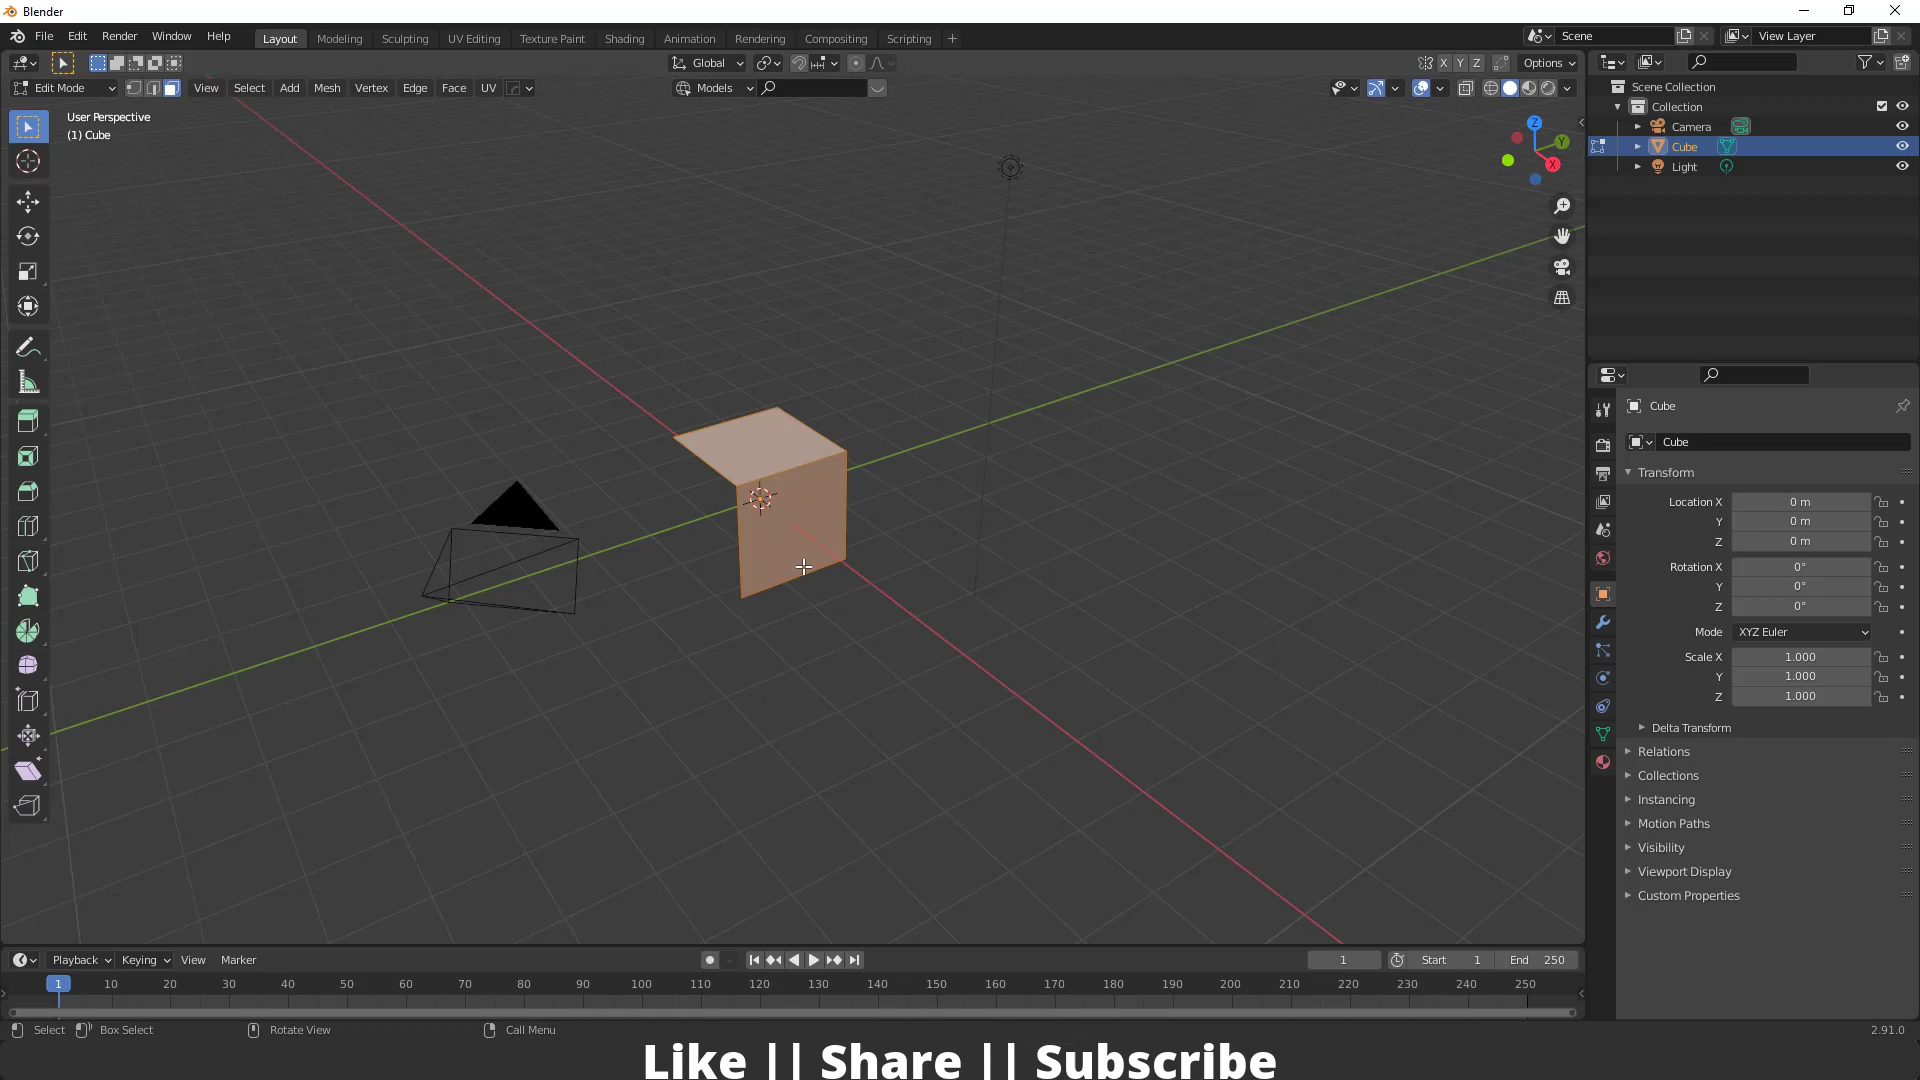 Blender
File Edit Render Window Help Layout Modeling Sculpting UV Editing Texture Paint Shading Animation Rendering Compositing Scripting + Scene View Layer
Global X Y Z Options
Edit Mode View Select Add Mesh Vertex Edge Face UV Models
User Perspective
(1) Cube
Z
Y
X
Scene Collection
Collection
Camera
Cube
Light
Cube
Cube
Transform
Location X 0 m
Y 0 m
Z 0 m
Rotation X 0°
Y 0°
Z 0°
Mode XYZ Euler
Scale X 1.000
Y 1.000
Z 1.000
Delta Transform
Relations
Collections
Instancing
Motion Paths
Visibility
Viewport Display
Custom Properties
Playback Keying View Marker 1 Start 1 End 250
1 10 20 30 40 50 60 70 80 90 100 110 120 130 140 150 160 170 180 190 200 210 220 230 240 250
Select Box Select Rotate View Call Menu 2.91.0
Like || Share || Subscribe